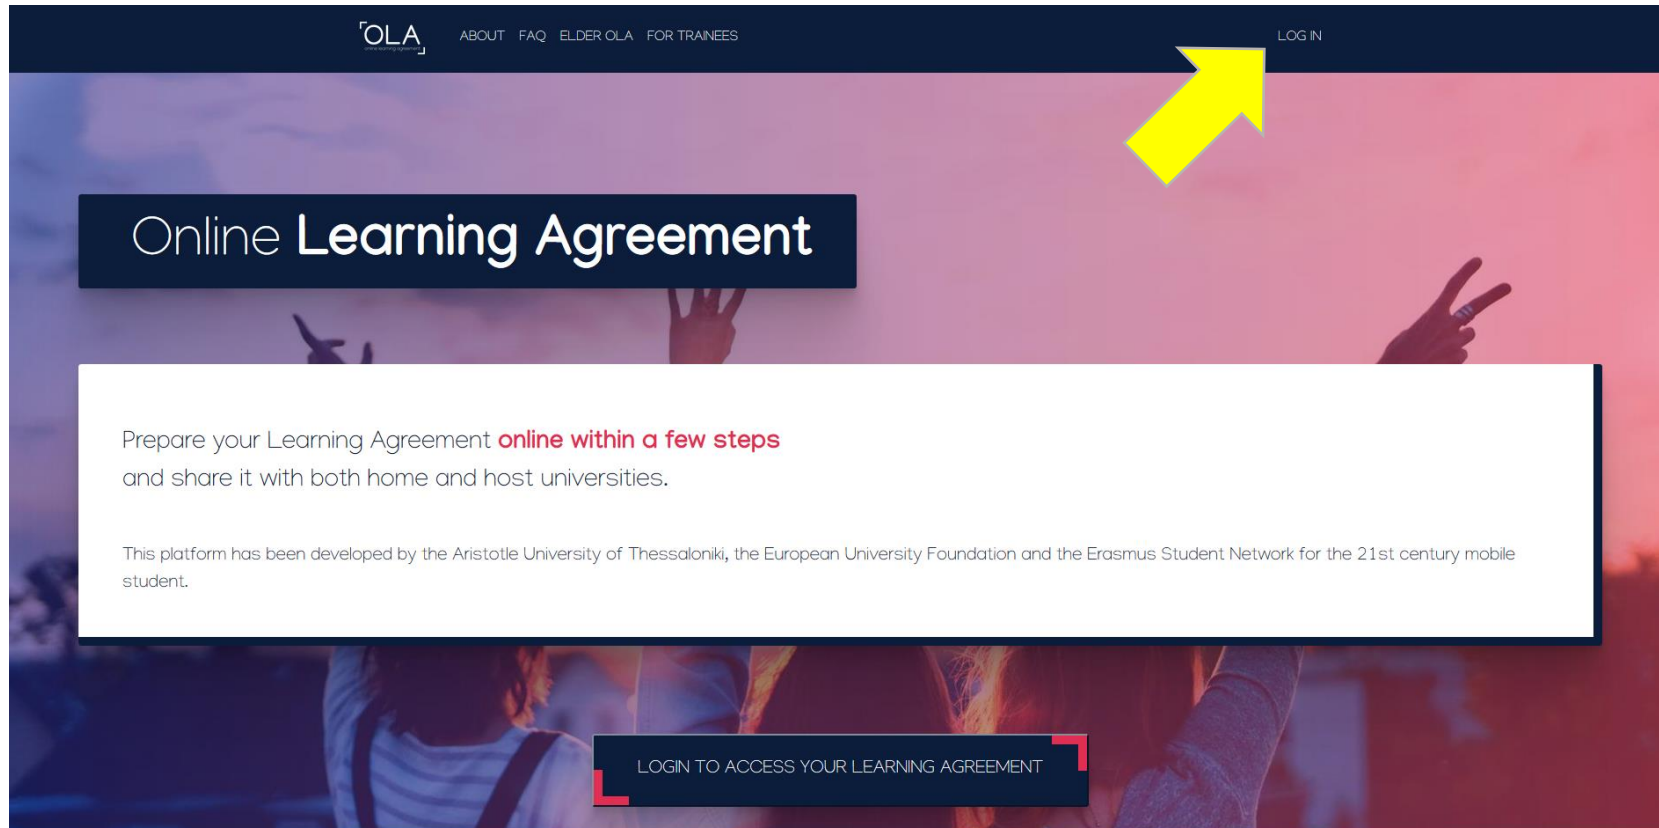 OLA
online learning agreement
ABOUT FAQ ELDER OLA FOR TRAINEES
LOG IN
Online Learning Agreement
Prepare your Learning Agreement online within a few steps
and share it with both home and host universities.
This platform has been developed by the Aristotle University of Thessaloniki, the European University Foundation and the Erasmus Student Network for the 21st century mobile
student.
LOGIN TO ACCESS YOUR LEARNING AGREEMENT